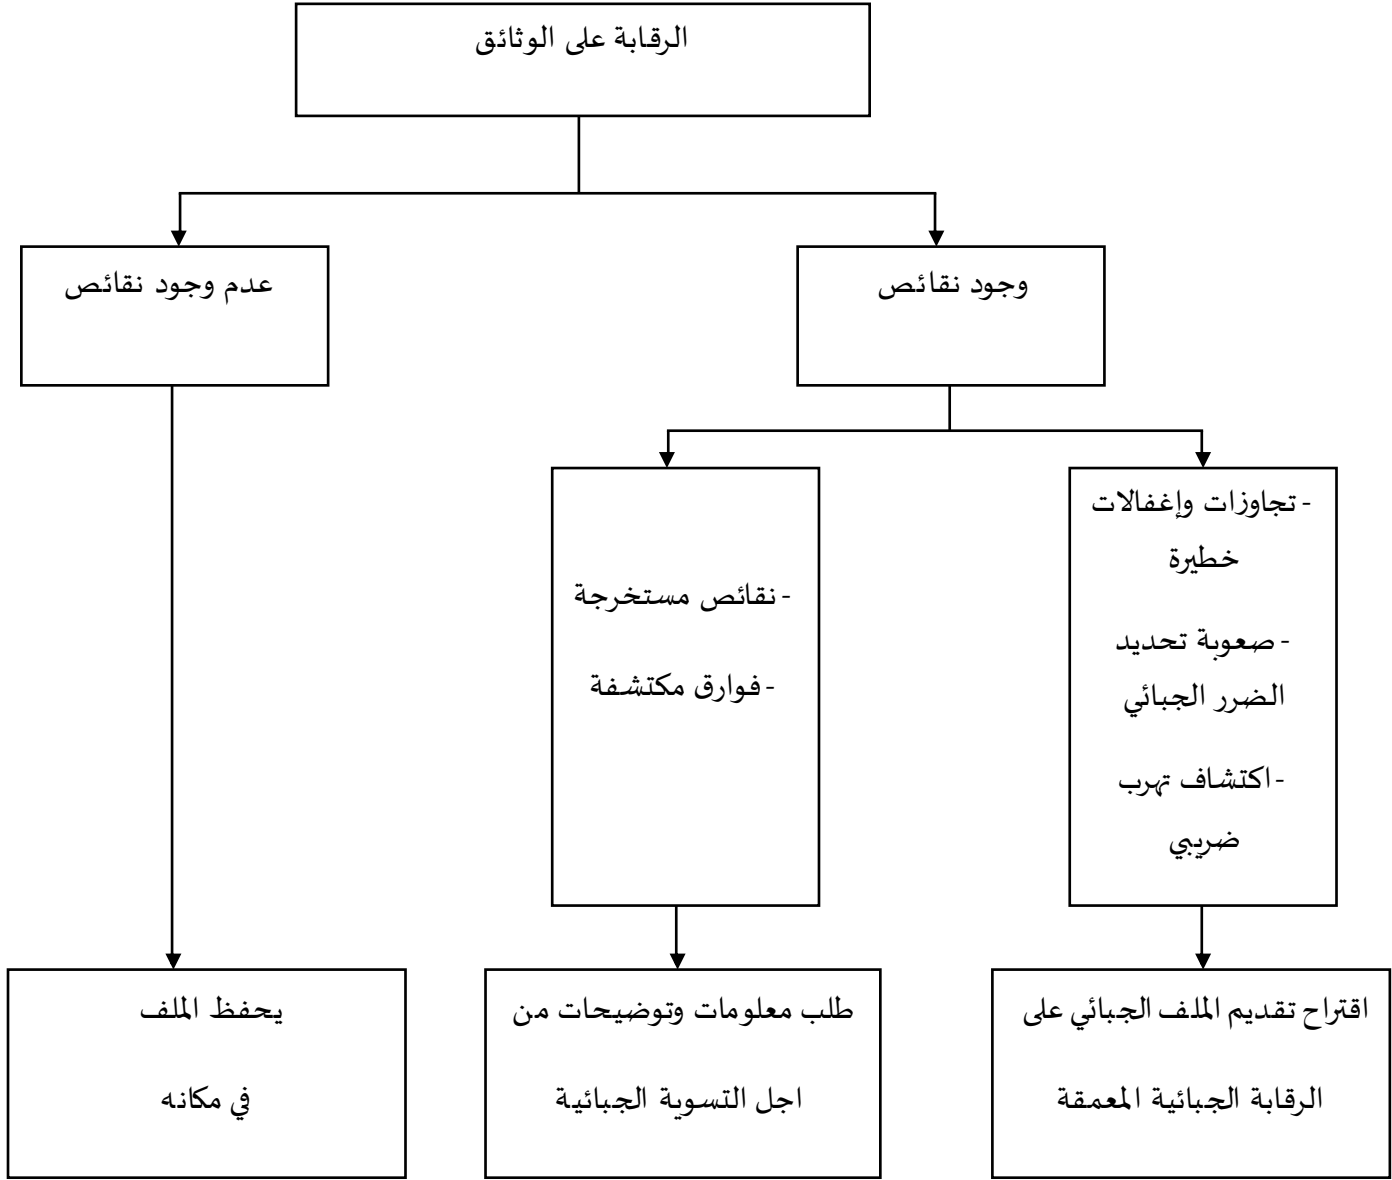 الرقابة على الوثائق
وجود نقائص
عدم وجود نقائص
- تجاوزات وإغفالات
خطيرة
- صعوبة تحديد
الضرر الجبائي
- اكتشاف تهرب
ضريبي
- نقائص مستخرجة
- فوارق مكتشفة
اقتراح تقديم الملف الجبائي على
الرقابة الجبائية المعمقة
طلب معلومات وتوضيحات من
اجل التسوية الجبائية
يحفظ الملف
في مكانه